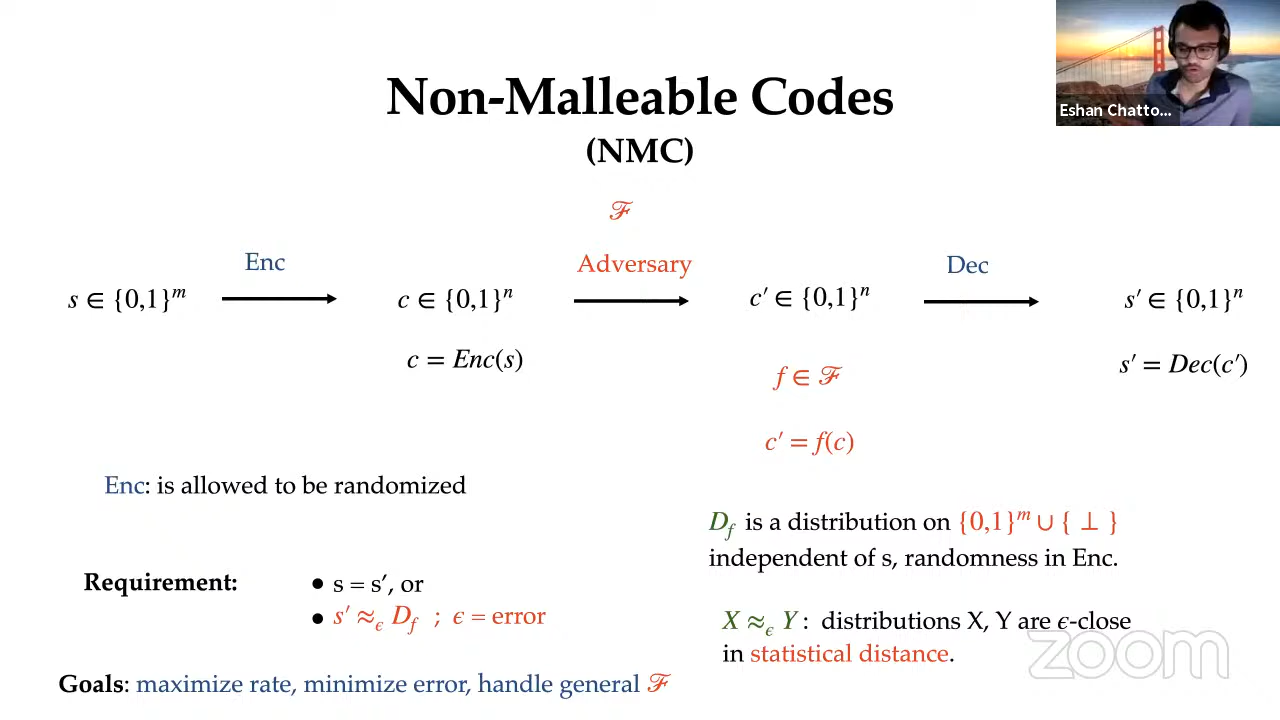 Eshan Chatto...
Non-Malleable Codes
(NMC)
ℱ
Enc
Adversary
Dec
s ∈ {0,1}^m
c ∈ {0,1}^n
c′ ∈ {0,1}^n
s′ ∈ {0,1}^n
c = Enc(s)
f ∈ ℱ
s′ = Dec(c′)
c′ = f(c)
Enc: is allowed to be randomized
D_f is a distribution on {0,1}^m ∪ { ⊥ }
independent of s, randomness in Enc.
Requirement:
• s = s′, or
• s′ ≈_ϵ D_f ; ϵ = error
X ≈_ϵ Y : distributions X, Y are ϵ-close
in statistical distance.
Goals: maximize rate, minimize error, handle general ℱ
zoom